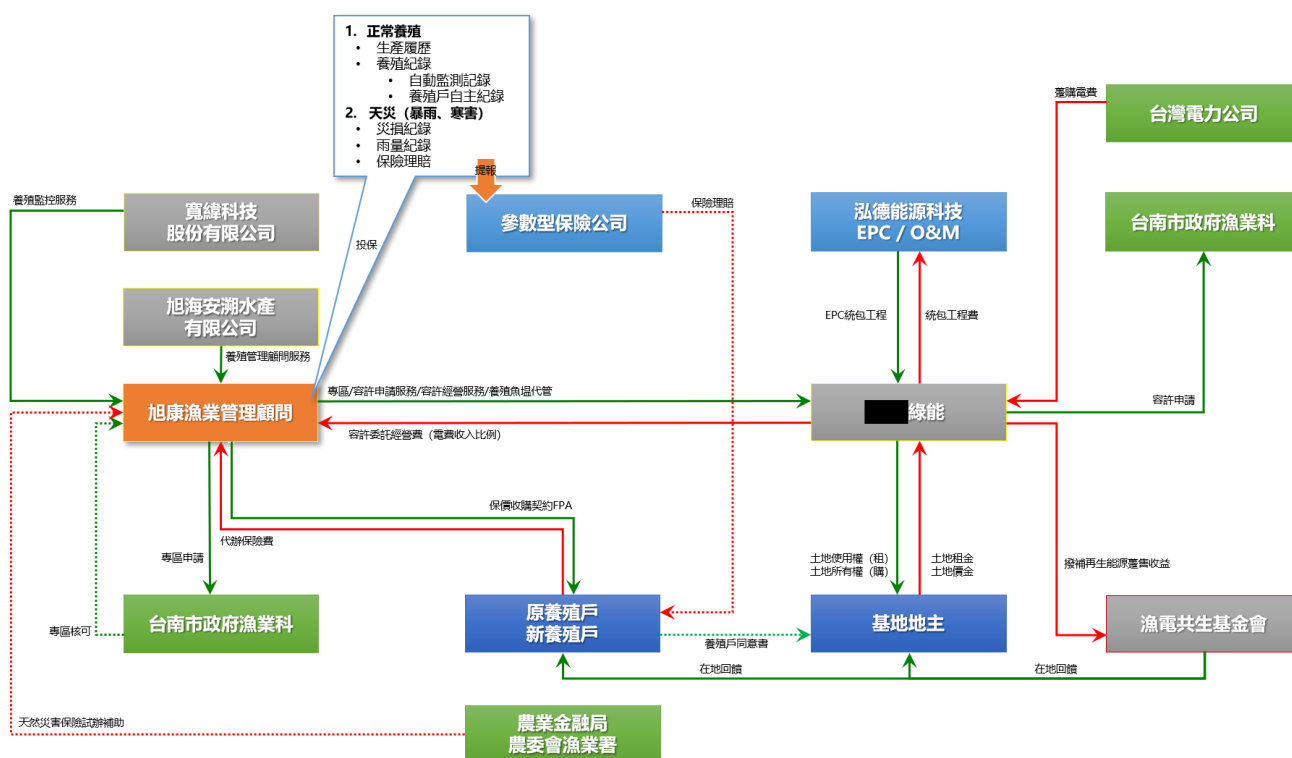 1. 正常養殖
• 生產履歷
• 養殖紀錄
• 自動監測記錄
• 養殖戶自主紀錄
2. 天災（暴雨、寒害）
• 災損紀錄
• 雨量紀錄
• 保險理賠
提報
躉購電費
台灣電力公司
養殖監控服務
寬緯科技
股份有限公司
投保
參數型保險公司
保險理賠
泓德能源科技
EPC / O&M
台南市政府漁業科
旭海安溯水產
有限公司
養殖管理顧問服務
EPC統包工程
統包工程費
旭康漁業管理顧問
專區/容許申請服務/容許經營服務/養殖魚塭代管
容許委託經營費（電費收入比例）
綠能
容許申請
保價收購契約FPA
代辦保險費
專區申請
土地使用權（租）
土地所有權（購）
土地租金
土地價金
撥補再生能源躉售收益
專區核可
台南市政府漁業科
原養殖戶
新養殖戶
養殖戶同意書
基地地主
漁電共生基金會
在地回饋
在地回饋
天然災害保險試辦補助
農業金融局
農委會漁業署